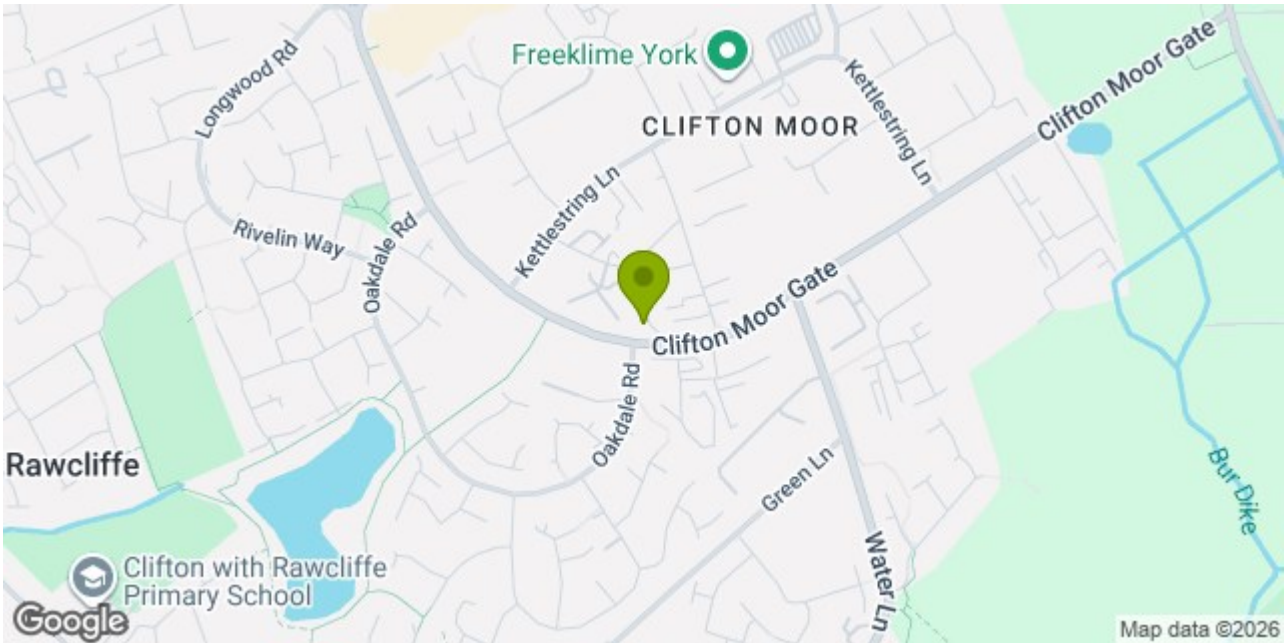 Freeklime York
CLIFTON MOOR
Longwood Rd
Kettlestring Ln
Clifton Moor Gate
Kettlestring Ln
Rivelin Way
Oakdale Rd
Clifton Moor Gate
Oakdale Rd
Rawcliffe
Green Ln
Bur Dike
Water Ln
Clifton with Rawcliffe
Primary School
Google
Map data ©2026